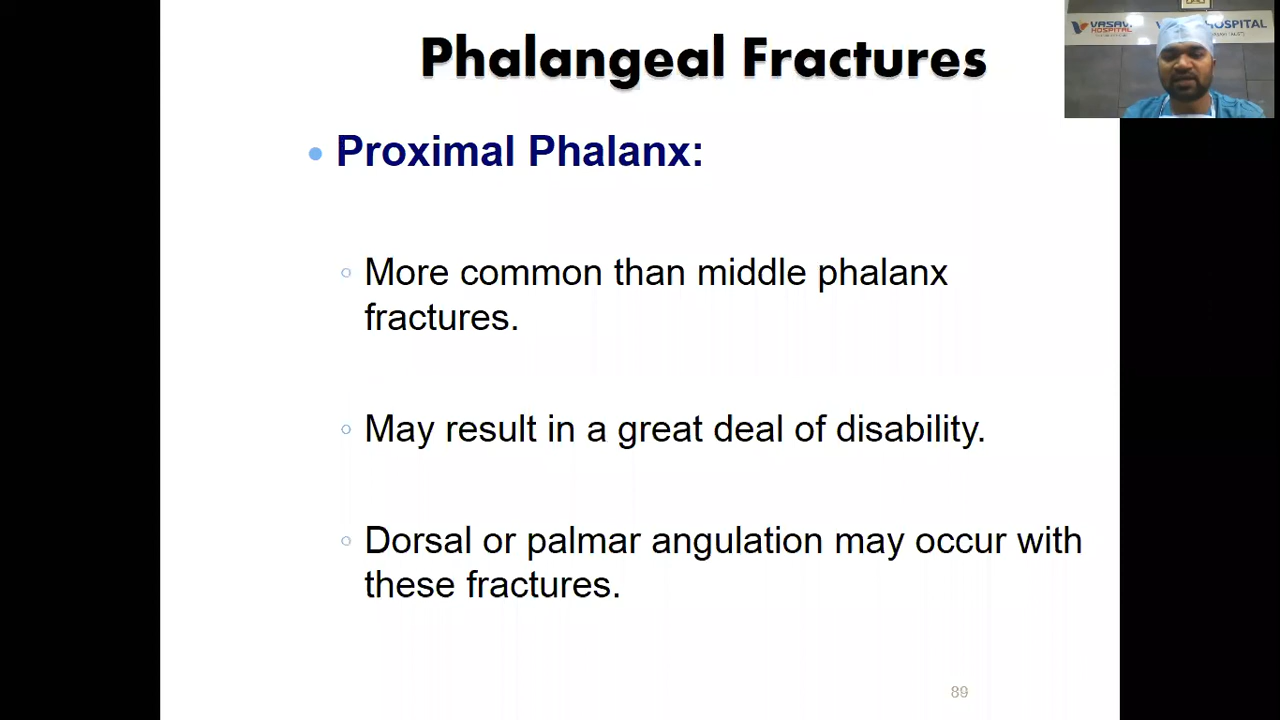 Phalangeal Fractures
Proximal Phalanx:
More common than middle phalanx
fractures.
May result in a great deal of disability.
Dorsal or palmar angulation may occur with
these fractures.
89
VASAVI
HOSPITAL
HOSPITAL